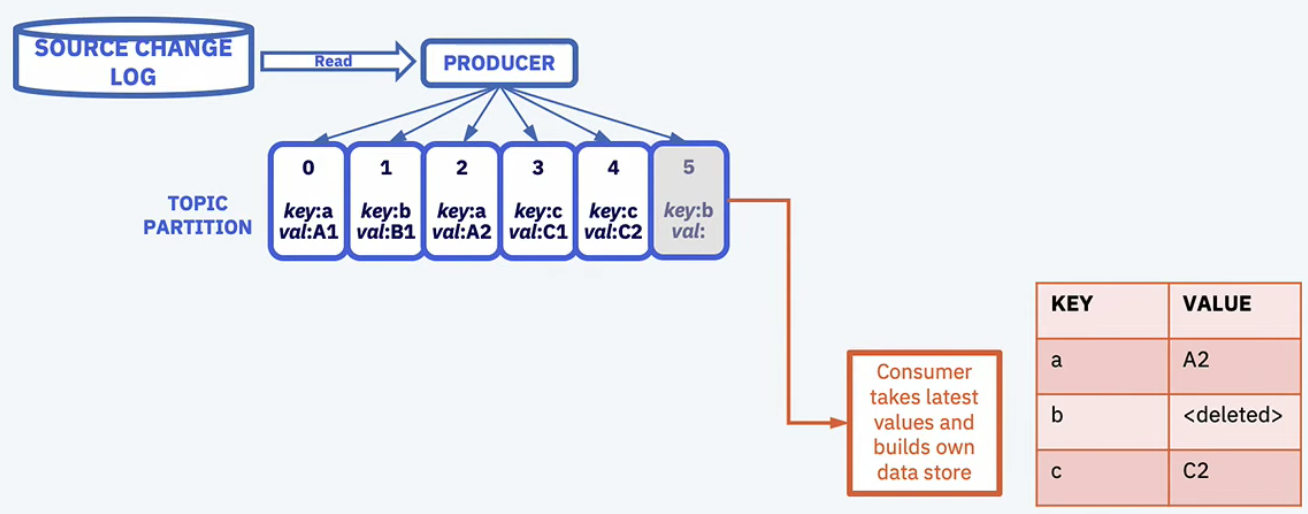 SOURCE CHANGE
LOG
Read
PRODUCER
TOPIC
PARTITION
0
key:a
val:A1
1
key:b
val:B1
2
key:a
val:A2
3
key:c
val:C1
4
key:c
val:C2
5
key:b
val:
Consumer
takes latest
values and
builds own
data store
KEY VALUE
a A2
b <deleted>
c C2